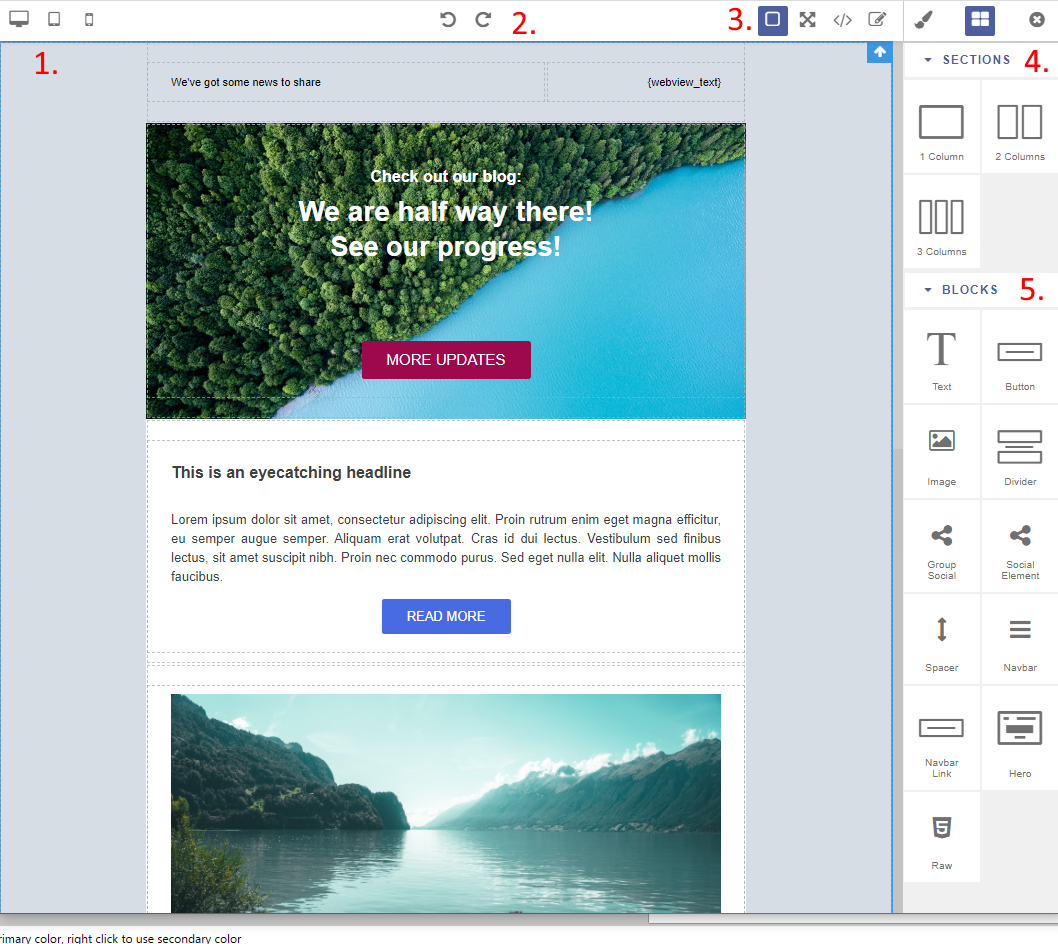 2.
3.
1.
SECTIONS 4.
We've got some news to share {webview_text}
1 Column 2 Columns
Check out our blog:
We are half way there!
See our progress!
3 Columns
BLOCKS 5.
MORE UPDATES
Text Button
This is an eyecatching headline
Image Divider
Lorem ipsum dolor sit amet, consectetur adipiscing elit. Proin rutrum enim eget magna efficitur,
eu semper augue semper. Aliquam erat volutpat. Cras id dui lectus. Vestibulum sed finibus
lectus, sit amet suscipit nibh. Proin nec commodo purus. Sed eget nulla elit. Nulla aliquet mollis
faucibus.
Group
Social
Social
Element
READ MORE
Spacer Navbar
Navbar
Link
Hero
Raw
rimary color, right click to use secondary color